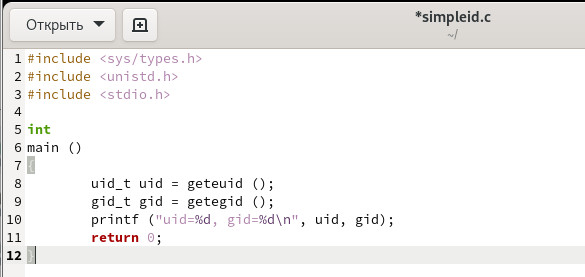 Открыть
*simpleid.c
~/
1 #include <sys/types.h>
2 #include <unistd.h>
3 #include <stdio.h>
4
5 int
6 main ()
7 {
8         uid_t uid = geteuid ();
9         gid_t gid = getegid ();
10         printf ("uid=%d, gid=%d\n", uid, gid);
11         return 0;
12 }